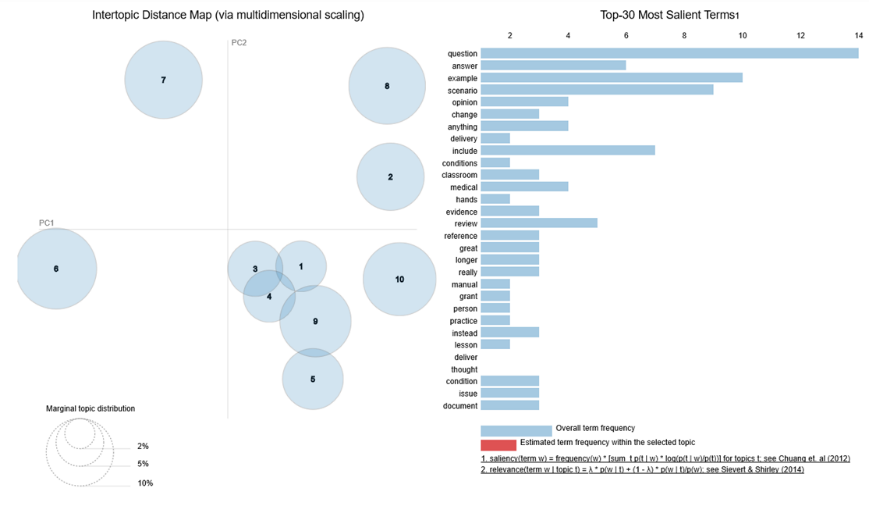 Intertopic Distance Map (via multidimensional scaling)
PC2
PC1
7
8
2
6
3
1
4
10
9
5
Marginal topic distribution
2%
5%
10%
Top-30 Most Salient Terms1
2 4 6 8 10 12 14
question
answer
example
scenario
opinion
change
anything
delivery
include
conditions
classroom
medical
hands
evidence
review
reference
great
longer
really
manual
grant
person
practice
instead
lesson
deliver
thought
condition
issue
document
Overall term frequency
Estimated term frequency within the selected topic
1. saliency(term w) = frequency(w) * [sum_t p(t | w) * log(p(t | w)/p(t))] for topics t; see Chuang et. al (2012)
2. relevance(term w | topic t) = λ * p(w | t) + (1 - λ) * p(w | t)/p(w); see Sievert & Shirley (2014)